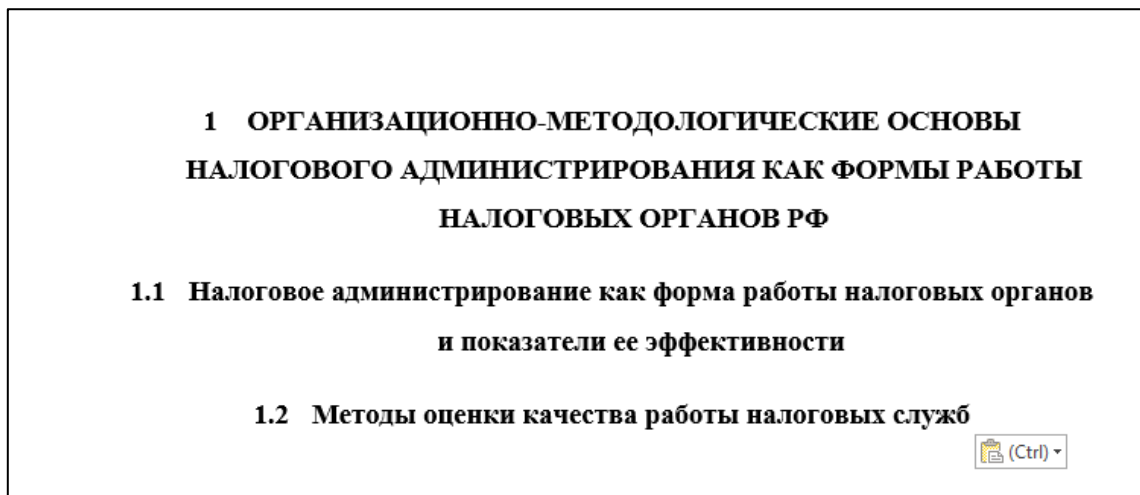 1 ОРГАНИЗАЦИОННО-МЕТОДОЛОГИЧЕСКИЕ ОСНОВЫ
НАЛОГОВОГО АДМИНИСТРИРОВАНИЯ КАК ФОРМЫ РАБОТЫ
НАЛОГОВЫХ ОРГАНОВ РФ
1.1 Налоговое администрирование как форма работы налоговых органов
и показатели ее эффективности
1.2 Методы оценки качества работы налоговых служб
(Ctrl)